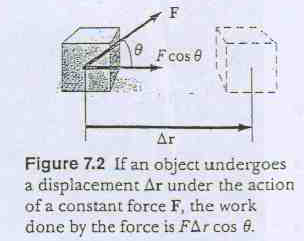 F
θ
F cos θ
Δr
Figure 7.2 If an object undergoes
a displacement Δr under the action
of a constant force F, the work
done by the force is FΔr cos θ.